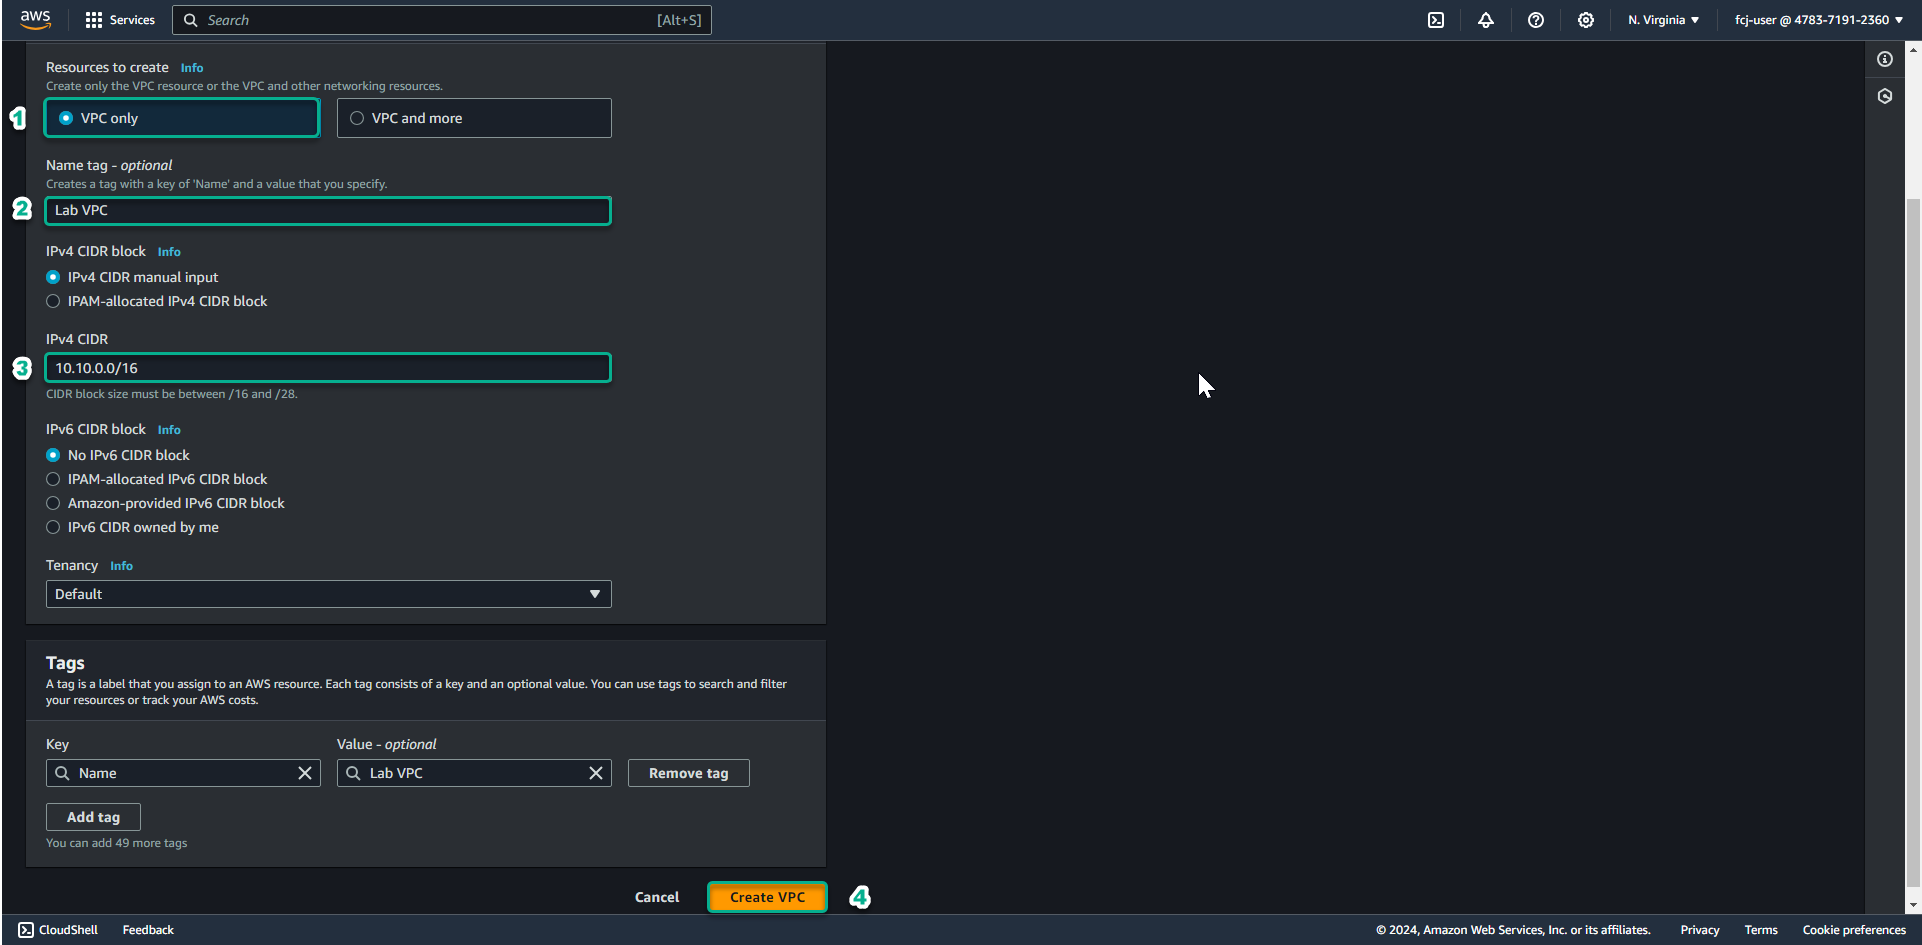 aws Services Search [Alt+S] N. Virginia fcj-user @ 4783-7191-2360
Resources to create Info
Create only the VPC resource or the VPC and other networking resources.
1 VPC only VPC and more
Name tag - optional
Creates a tag with a key of 'Name' and a value that you specify.
2 Lab VPC
IPv4 CIDR block Info
IPv4 CIDR manual input
IPAM-allocated IPv4 CIDR block
IPv4 CIDR
3 10.10.0.0/16
CIDR block size must be between /16 and /28.
IPv6 CIDR block Info
No IPv6 CIDR block
IPAM-allocated IPv6 CIDR block
Amazon-provided IPv6 CIDR block
IPv6 CIDR owned by me
Tenancy Info
Default
Tags
A tag is a label that you assign to an AWS resource. Each tag consists of a key and an optional value. You can use tags to search and filter
your resources or track your AWS costs.
Key Value - optional
Name Lab VPC Remove tag
Add tag
You can add 49 more tags
Cancel Create VPC 4
CloudShell Feedback © 2024, Amazon Web Services, Inc. or its affiliates. Privacy Terms Cookie preferences